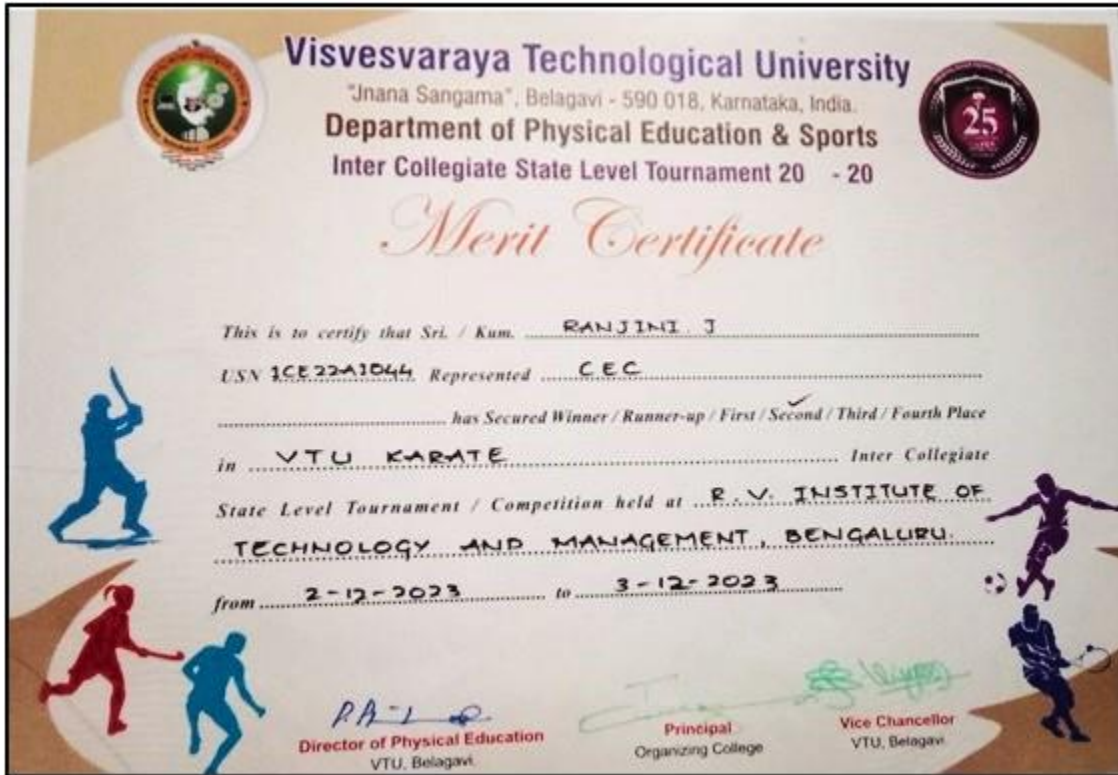 Visvesvaraya Technological University
"Jnana Sangama", Belagavi - 590 018, Karnataka, India.
Department of Physical Education & Sports
Inter Collegiate State Level Tournament 20 - 20
25
Merit Certificate
This is to certify that Sri. / Kum. RANJINI. J
USN 1CE22AI044 Represented CEC
has Secured Winner / Runner-up / First / Second / Third / Fourth Place
in VTU KARATE Inter Collegiate
State Level Tournament / Competition held at R. V. INSTITUTE OF
TECHNOLOGY AND MANAGEMENT, BENGALURU.
from 2-12-2023 to 3-12-2023
Director of Physical Education
VTU, Belagavi.
Principal
Organizing College
Vice Chancellor
VTU, Belagavi.